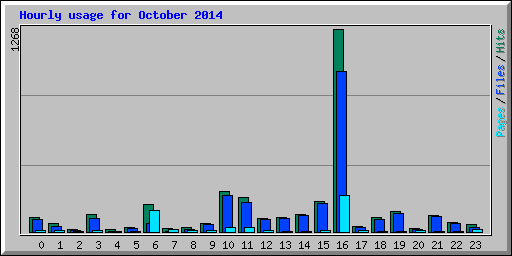 Hourly usage for October 2014
1268
Pages/Files/Hits
0 1 2 3 4 5 6 7 8 9 10 11 12 13 14 15 16 17 18 19 20 21 22 23